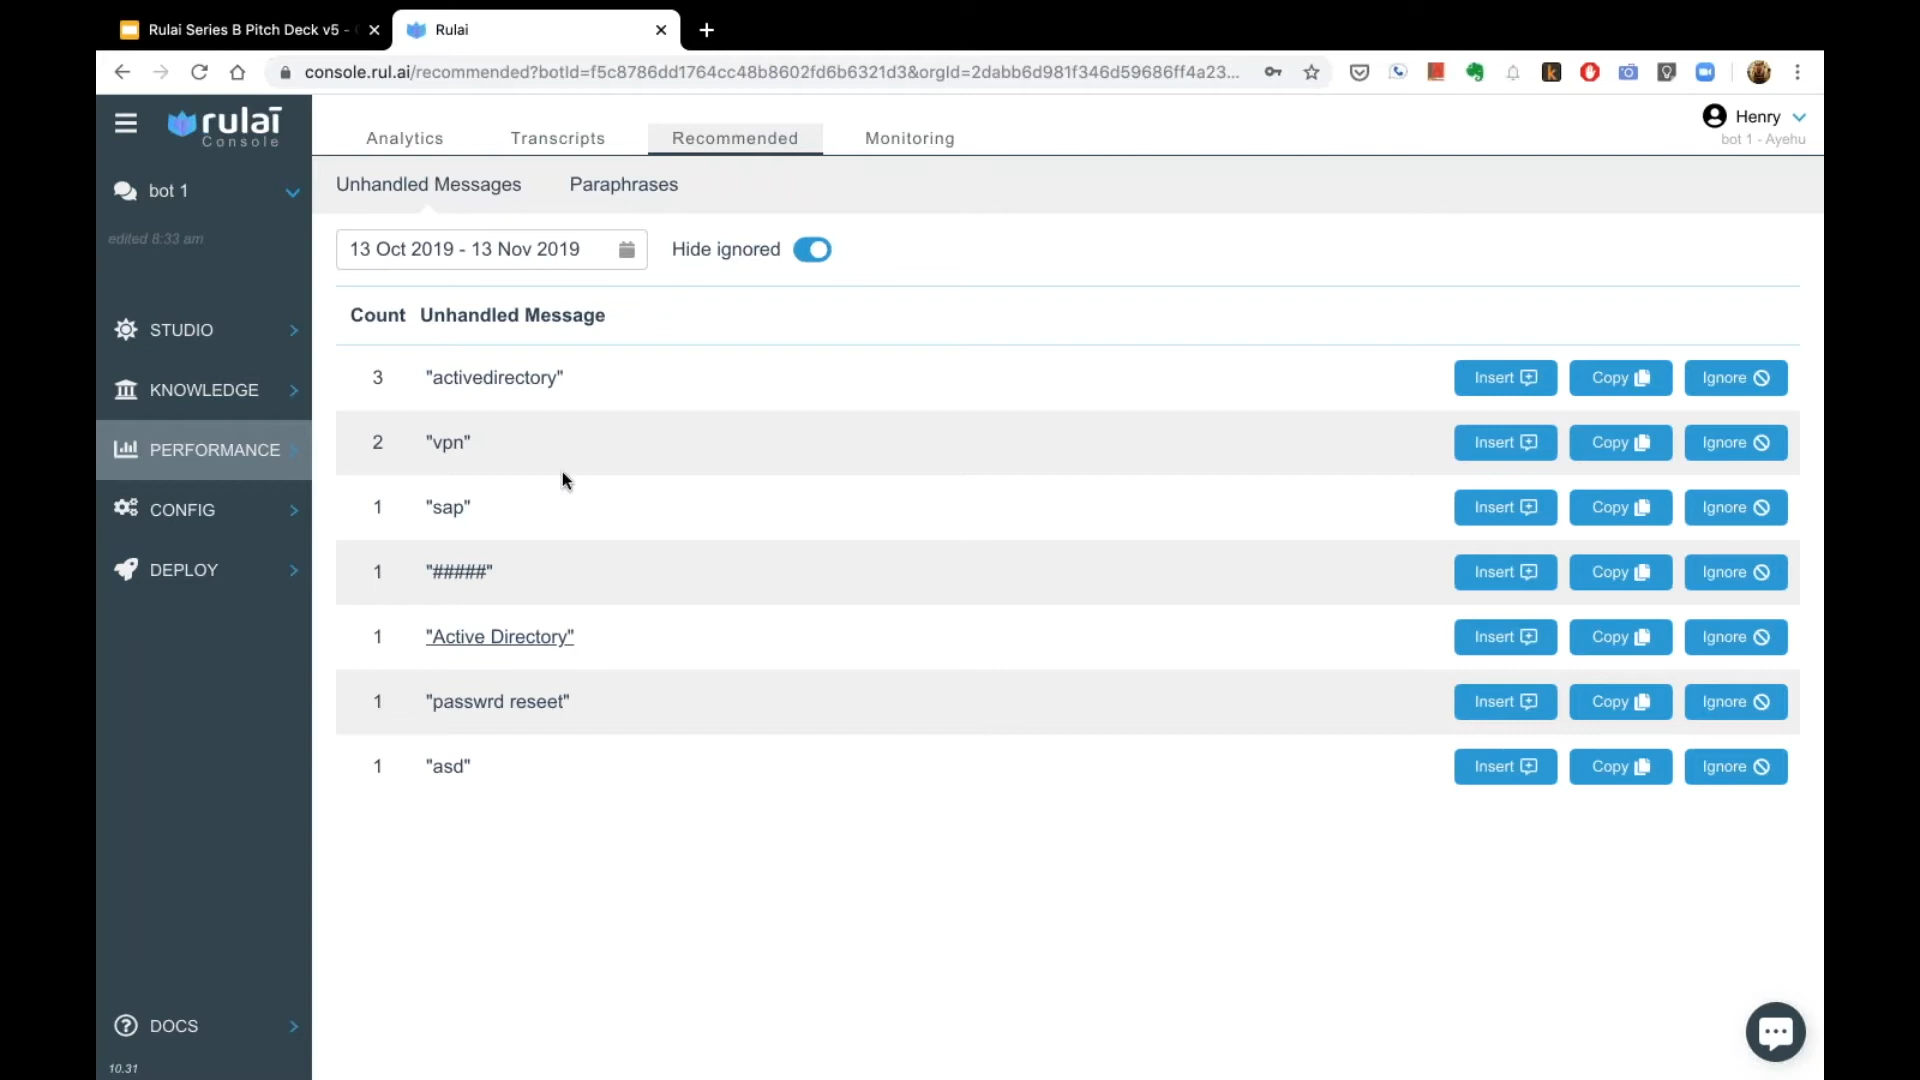 Rulai Series B Pitch Deck v5 -
Rulai
console.rul.ai/recommended?botId=f5c8786dd1764cc48b8602fd6b6321d3&orgId=2dabb6d981f346d59686ff4a23...
rulai
Console
Analytics
Transcripts
Recommended
Monitoring
Henry
bot 1 - Ayehu
bot 1
edited 8:33 am
STUDIO
KNOWLEDGE
PERFORMANCE
CONFIG
DEPLOY
DOCS
10.31
Unhandled Messages
Paraphrases
13 Oct 2019 - 13 Nov 2019
Hide ignored
Count Unhandled Message
3 "activedirectory" Insert Copy Ignore
2 "vpn" Insert Copy Ignore
1 "sap" Insert Copy Ignore
1 "#####" Insert Copy Ignore
1 "Active Directory" Insert Copy Ignore
1 "passwrd reseet" Insert Copy Ignore
1 "asd" Insert Copy Ignore